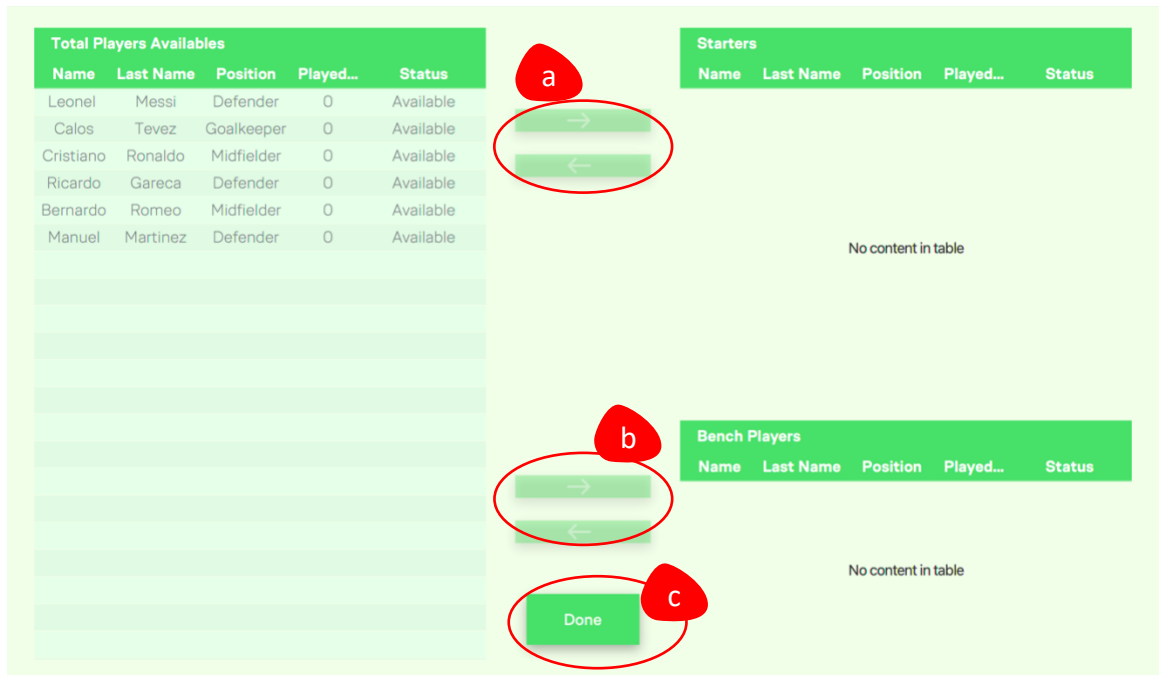 Total Players Availables
Name Last Name Position Played... Status
Leonel Messi Defender 0 Available
Calos Tevez Goalkeeper 0 Available
Cristiano Ronaldo Midfielder 0 Available
Ricardo Gareca Defender 0 Available
Bernardo Romeo Midfielder 0 Available
Manuel Martinez Defender 0 Available
a
→
←
b
→
←
Done
c
Starters
Name Last Name Position Played... Status
No content in table
Bench Players
Name Last Name Position Played... Status
No content in table